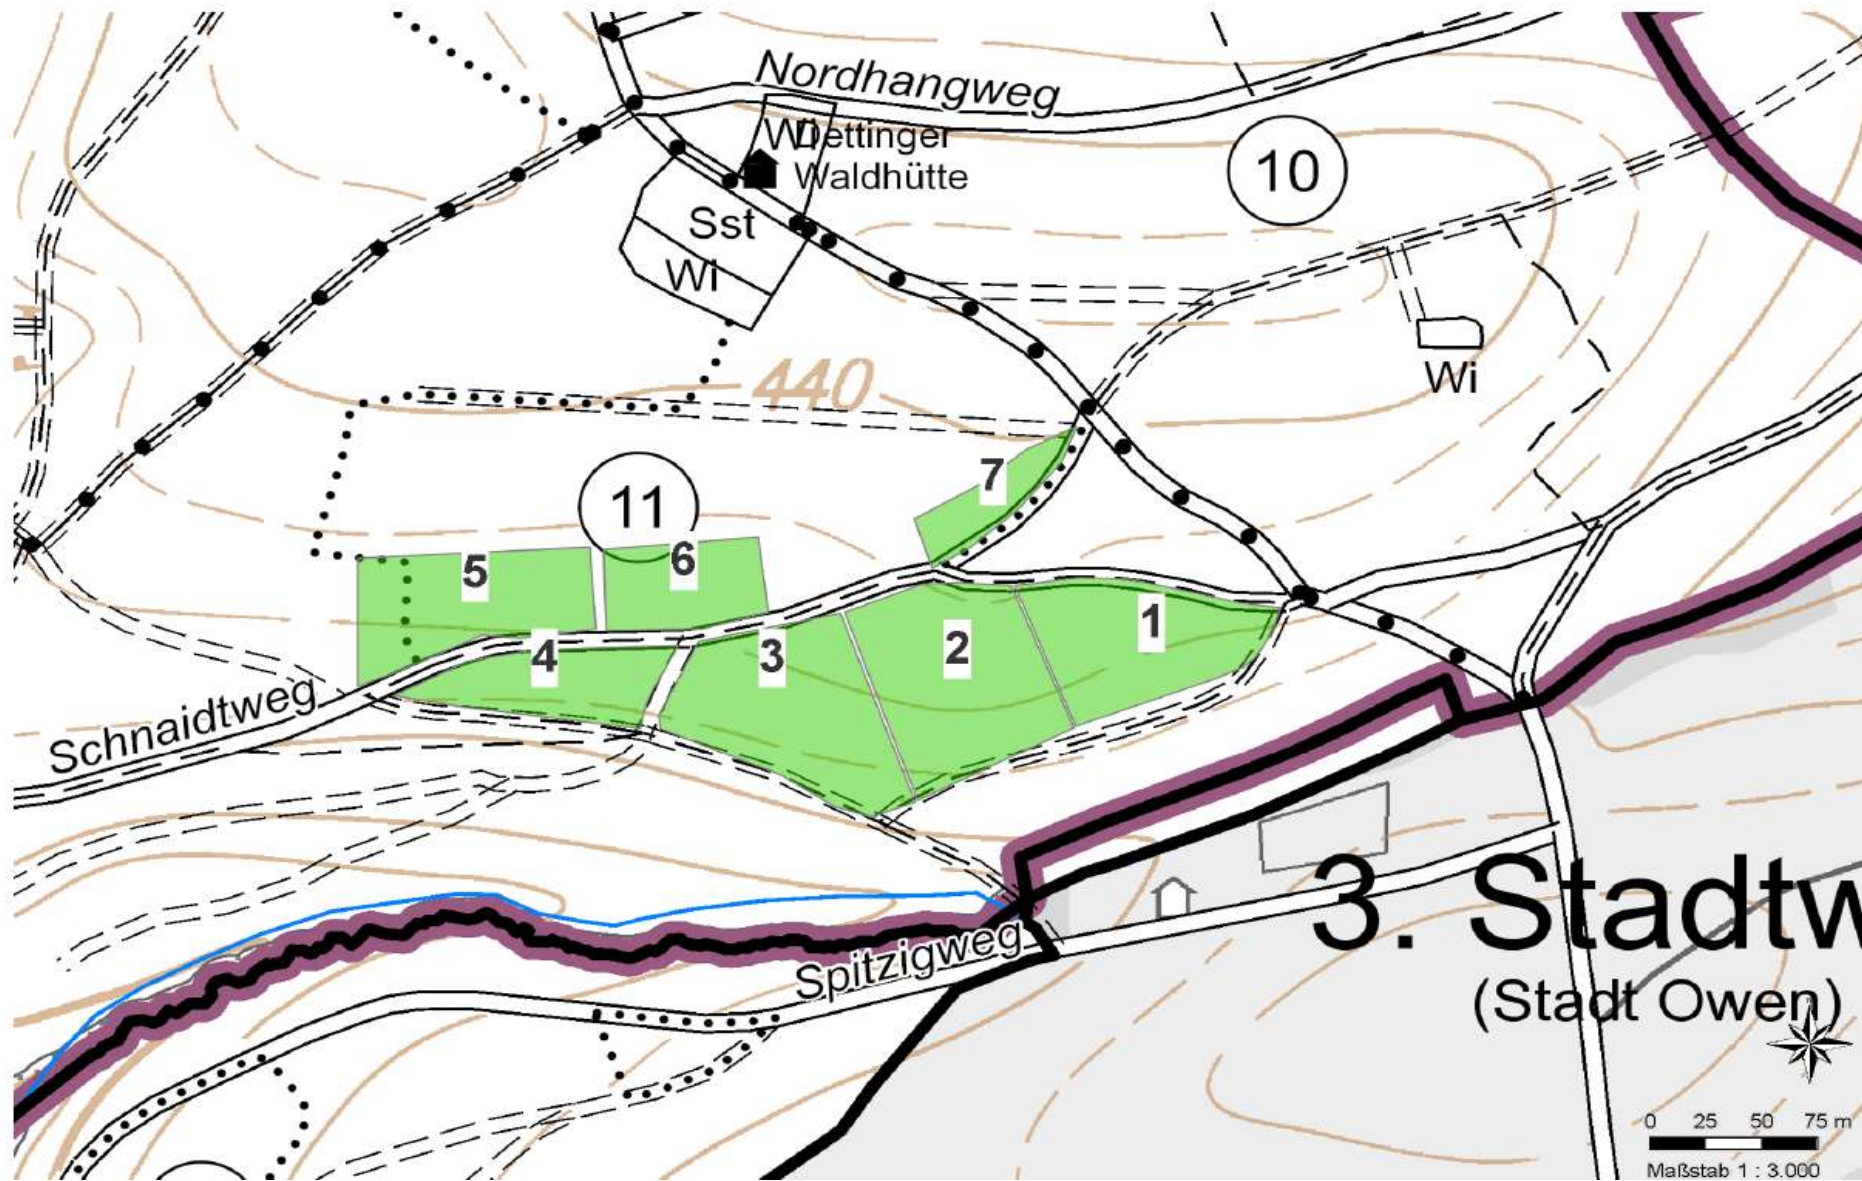 Nordhangweg
Wi
Dettinger
Waldhütte
10
Sst
Wi
440
Wi
7
11
5
6
1
2
3
4
Schnaidtweg
3. Stadtw
Spitzigweg
(Stadt Owen)
0 25 50 75 m
Maßstab 1 : 3.000